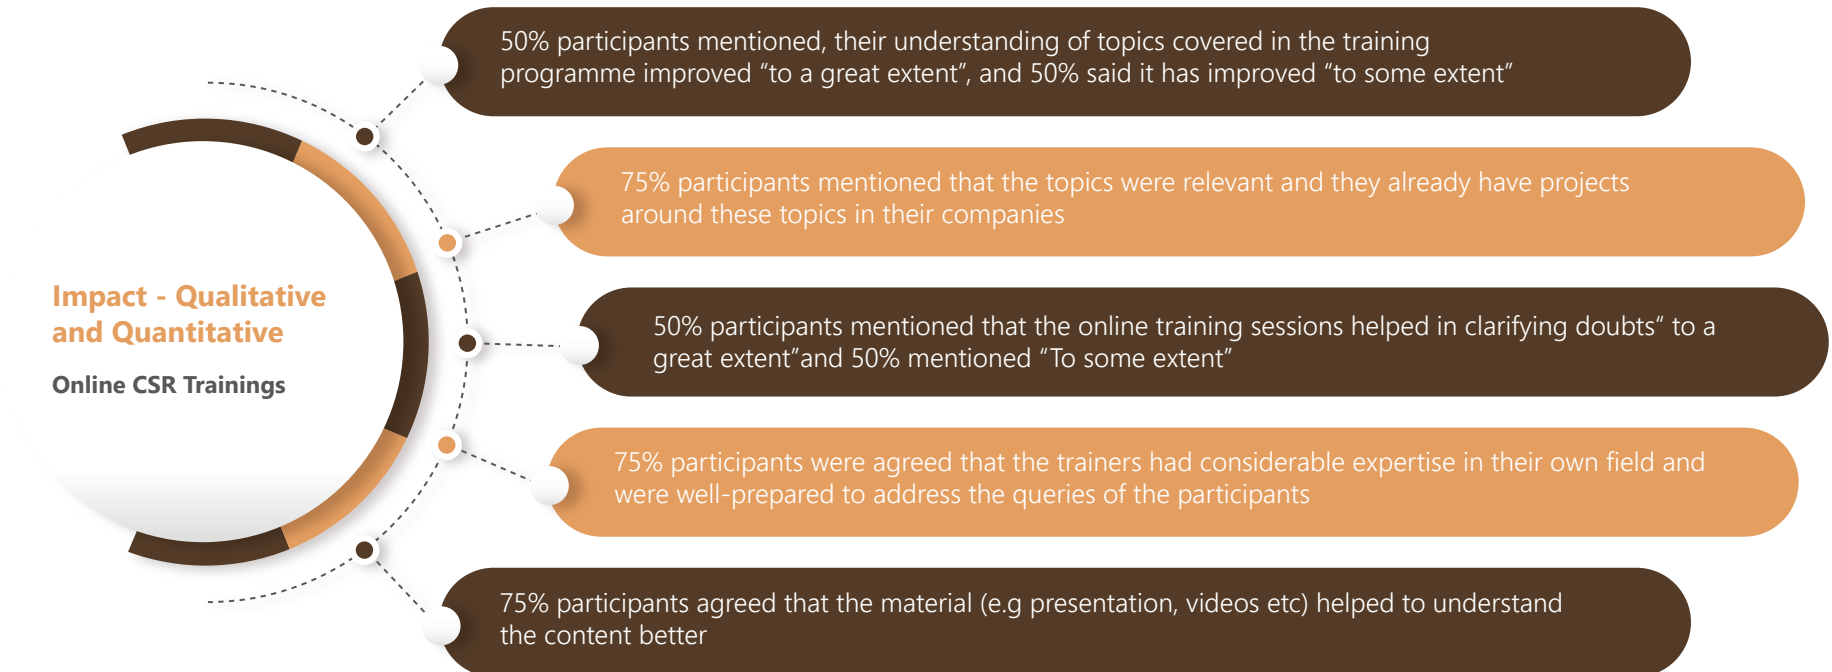 Impact - Qualitative
and Quantitative
Online CSR Trainings
50% participants mentioned, their understanding of topics covered in the training
programme improved “to a great extent”, and 50% said it has improved “to some extent”
75% participants mentioned that the topics were relevant and they already have projects
around these topics in their companies
50% participants mentioned that the online training sessions helped in clarifying doubts“ to a
great extent”and 50% mentioned “To some extent”
75% participants were agreed that the trainers had considerable expertise in their own field and
were well-prepared to address the queries of the participants
75% participants agreed that the material (e.g presentation, videos etc) helped to understand
the content better